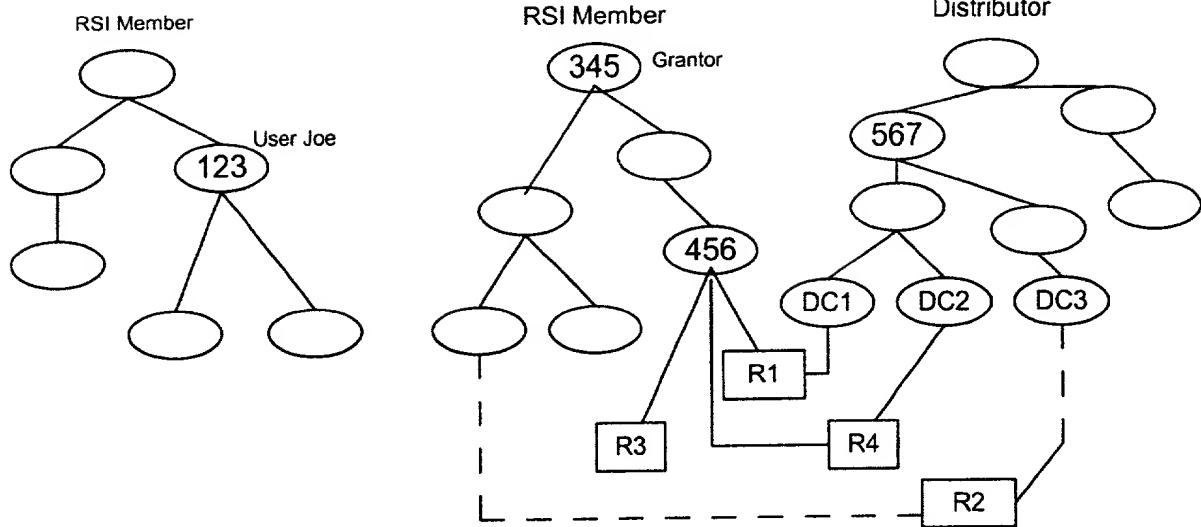 RSI Member
RSI Member
Distributor
345
Grantor
User Joe
123
567
456
DC1
DC2
DC3
R1
R3
R4
R2